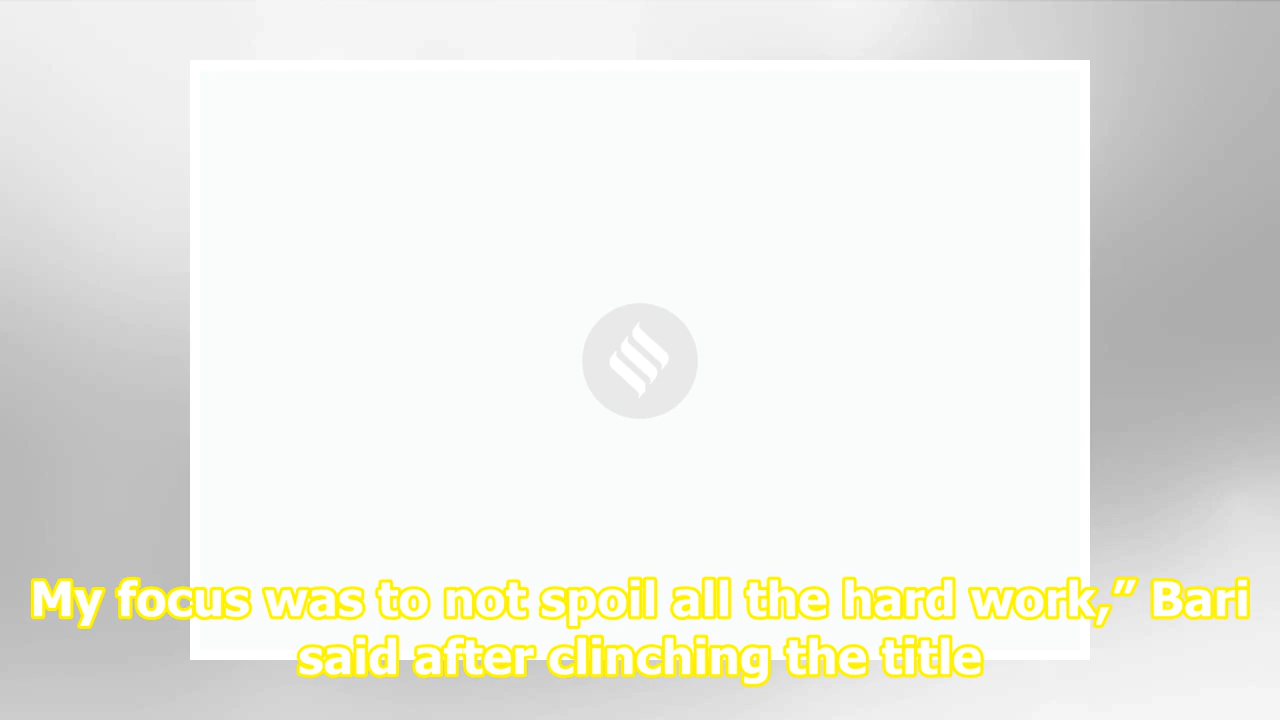 My focus was to not spoil all the hard work,” Bari
said after clinching the title